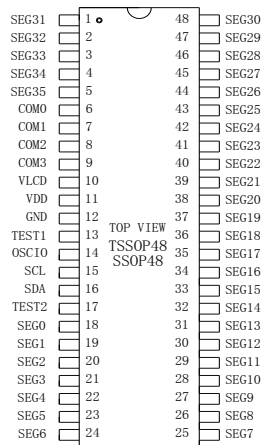 SEG31 1 48 SEG30
SEG32 2 47 SEG29
SEG33 3 46 SEG28
SEG34 4 45 SEG27
SEG35 5 44 SEG26
COM0 6 43 SEG25
COM1 7 42 SEG24
COM2 8 41 SEG23
COM3 9 40 SEG22
VLCD 10 39 SEG21
VDD 11 38 SEG20
GND 12 37 SEG19
TOP VIEW
TEST1 13 36 SEG18
TSSOP48
OSCIO 14 35 SEG17
SSOP48
SCL 15 34 SEG16
SDA 16 33 SEG15
TEST2 17 32 SEG14
SEG0 18 31 SEG13
SEG1 19 30 SEG12
SEG2 20 29 SEG11
SEG3 21 28 SEG10
SEG4 22 27 SEG9
SEG5 23 26 SEG8
SEG6 24 25 SEG7